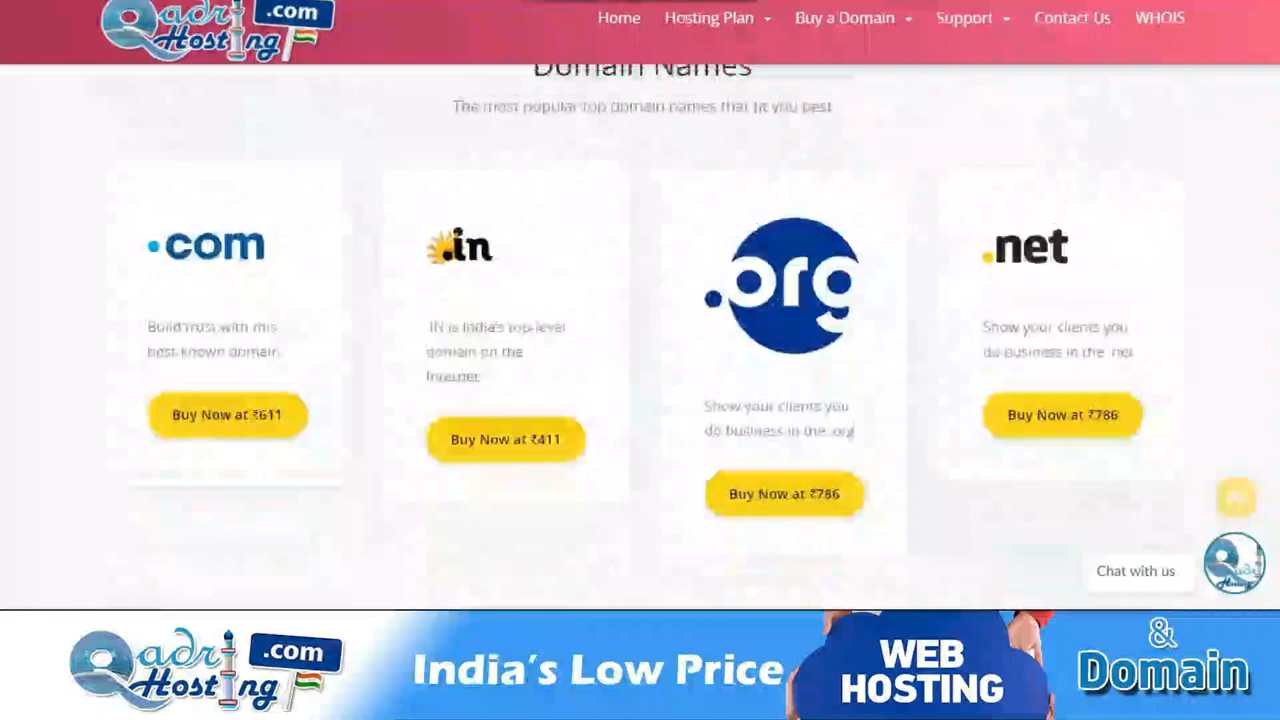 Qadri
Hosting
.com
Home Hosting Plan Buy a Domain Support Contact Us WHOIS
Domain Names
The most popular top domain names that fit you best
.com
Build Trust with this
best-known domain.
Buy Now at ₹611
.in
.IN is India's top-level
domain on the
Internet.
Buy Now at ₹411
.org
Show your clients you
do business in the .org
Buy Now at ₹786
.net
Show your clients you
do business in the .net
Buy Now at ₹786
Chat with us
Qadri
Hosting
Qadri
Hosting
.com
India's Low Price
WEB
HOSTING
&
Domain